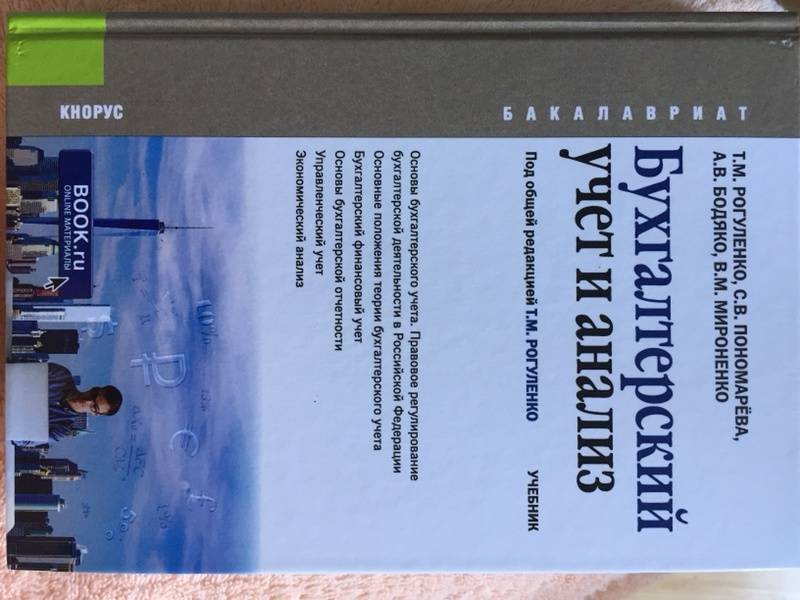 БАКАЛАВРИАТ
КНОРУС
Т.М. РОГУЛЕНКО, С.В. ПОНОМАРЁВА,
А.В. БОДЯКО, В.М. МИРОНЕНКО
Бухгалтерский
учет и анализ
Под общей редакцией Т.М. РОГУЛЕНКО
УЧЕБНИК
Основы бухгалтерского учета. Правовое регулирование
бухгалтерской деятельности в Российской Федерации
Основные положения теории бухгалтерского учета
Бухгалтерский финансовый учет
Основы бухгалтерской отчетности
Управленческий учет
Экономический анализ
BOOK.ru
ONLINE МАТЕРИАЛЫ
10%
₽
€
£
$